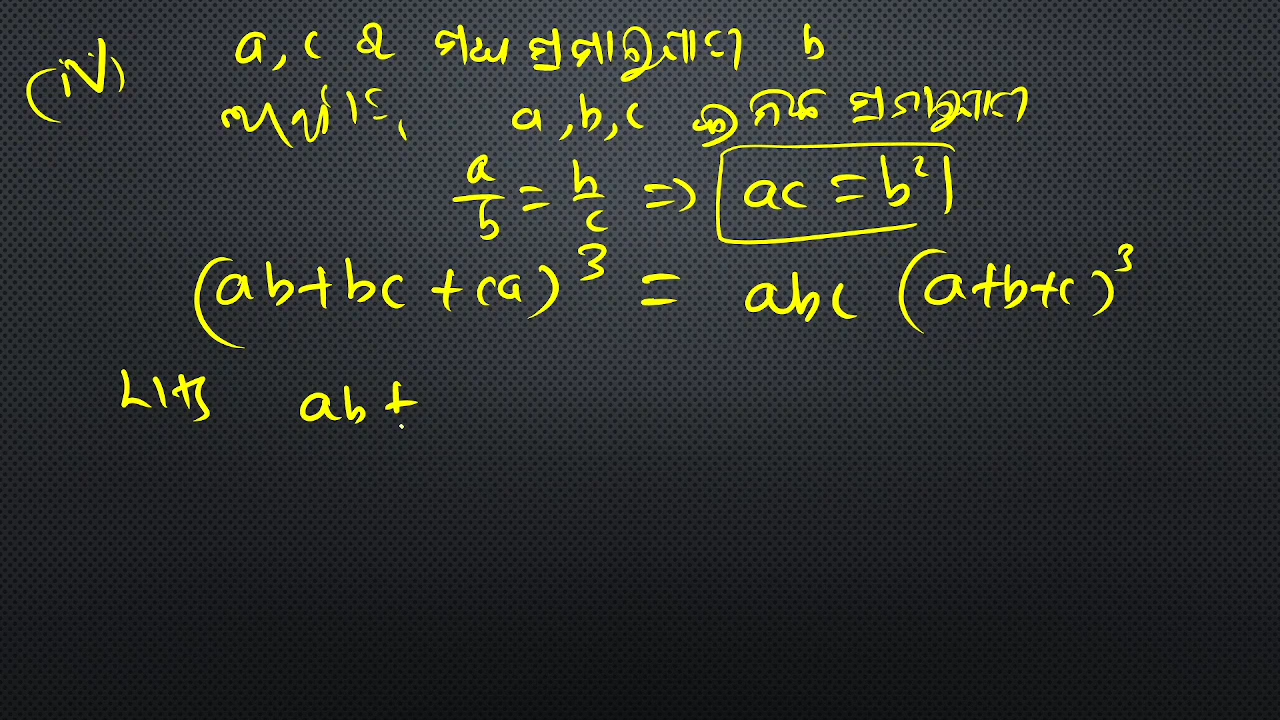 (iv) a, c ର ମଧ୍ୟ ସମାନୁପାତୀ b
ଅର୍ଥାତ୍, a, b, c କ୍ରମିକ ସମାନୁପାତୀ
a/b = b/c => ac = b²
(ab+bc+ca)³ = abc (a+b+c)³
LHS ab +